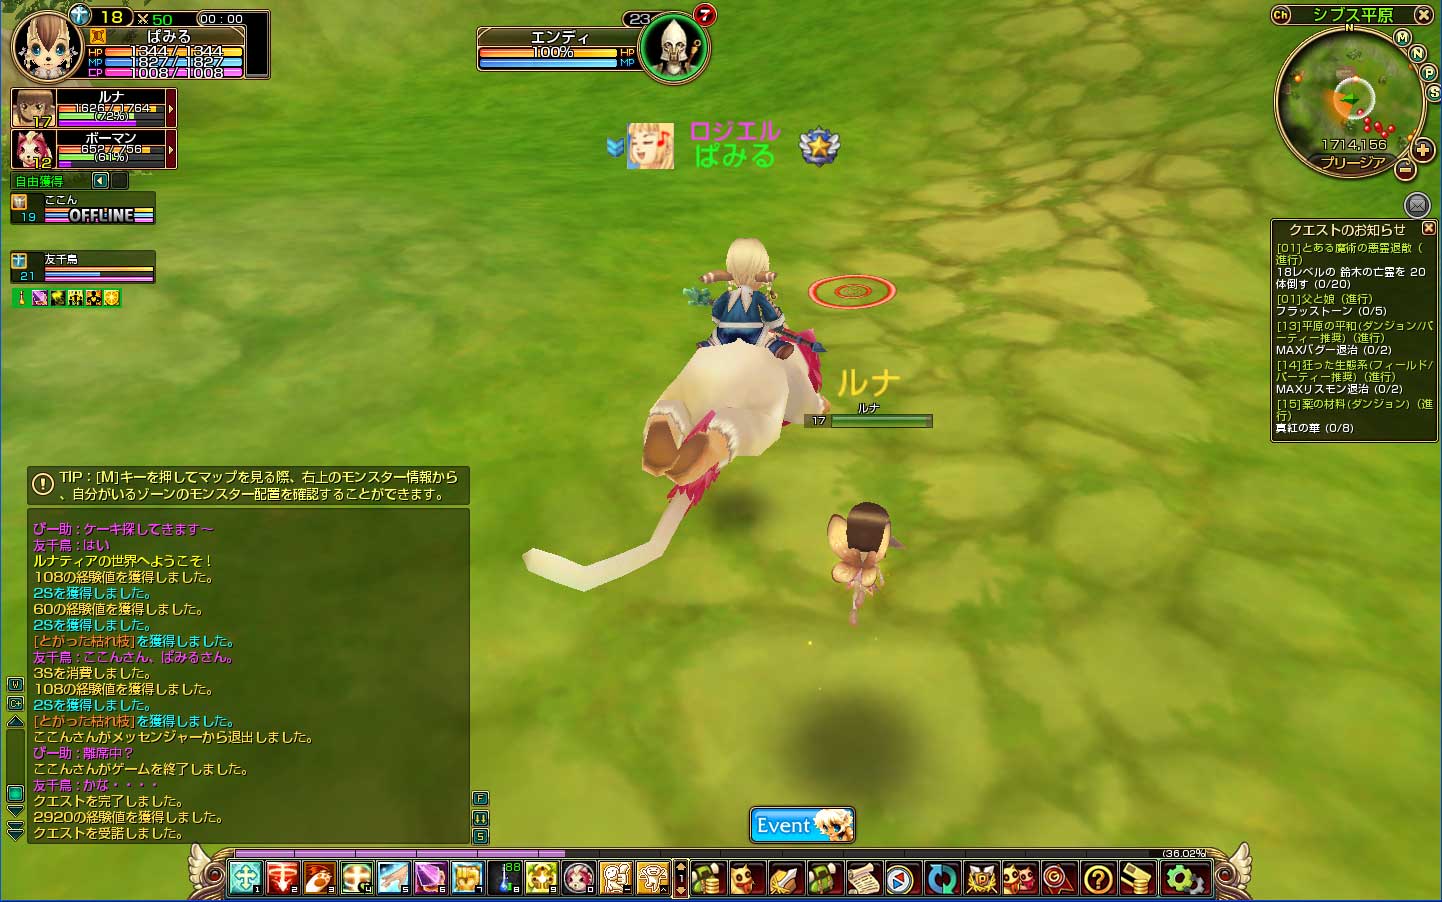 18
50
00 : 00
ぱみる
HP 1344 / 1344
MP 1827 / 1827
CP 1008 / 1008
エンディ
23
7
100%
HP
MP
Ch
シブス平原
N
M
N
P
S
1714,156
プリージア
ルナ
17
1626 / 1764
(72%)
ボーマン
12
652 / 756
(61%)
自由獲得
ここん
19
OFFLINE
友千鳥
21
ロジエル
ぱみる
クエストのお知らせ
[01]とある魔術の悪霊退散 (
進行)
18レベルの 鈴木の亡霊を 20
体倒す (0/20)
[01]父と娘 (進行)
フラッストーン (0/5)
[13]平原の平和(ダンジョン/パ
ーティー推奨) (進行)
MAXバグー退治 (0/2)
[14]狂った生態系(フィールド/
パーティー推奨) (進行)
MAXリスモン退治 (0/2)
[15]薬の材料(ダンジョン) (進
行)
真紅の華 (0/8)
ルナ
ルナ
17
TIP : [M]キーを押してマップを見る際、右上のモンスター情報から
、自分がいるゾーンのモンスター配置を確認することができます。
ぴー助 : ケーキ探してきます～
友千鳥 : はい
ルナティアの世界へようこそ！
108の経験値を獲得しました。
2Sを獲得しました。
60の経験値を獲得しました。
2Sを獲得しました。
[とがった枯れ枝]を獲得しました。
友千鳥 : ここんさん、ぱみるさん。
3Sを消費しました。
108の経験値を獲得しました。
2Sを獲得しました。
[とがった枯れ枝]を獲得しました。
ここんさんがメッセンジャーから退出しました。
ぴー助 : 離席中？
ここんさんがゲームを終了しました。
友千鳥 : かな・・・・
クエストを完了しました。
2920の経験値を獲得しました。
クエストを受諾しました。
W
C+
F
S
Event
(36.02%)
1
2
3
4
5
6
7
88
8
9
0
1